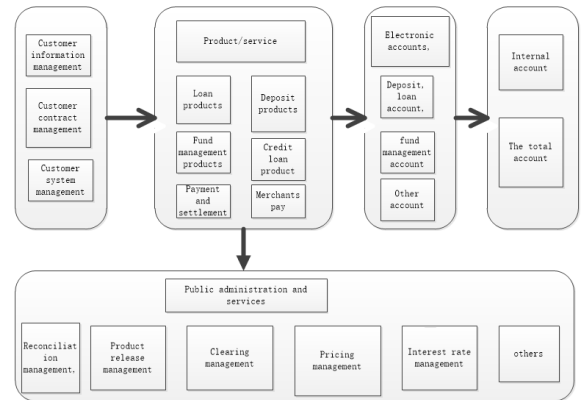 Customer
information
management
Customer
contract
management
Customer
system
management
Product/service
Loan
products
Deposit
products
Fund
management
products
Credit
loan
product
Payment
and
settlement
Merchants
pay
Electronic
accounts,
Deposit,
loan
account,
fund
management
account
Other
account
Internal
account
The total
account
Public administration and
services
Reconciliat
ion
management,
Product
release
management
Clearing
management
Pricing
management
Interest rate
management
others